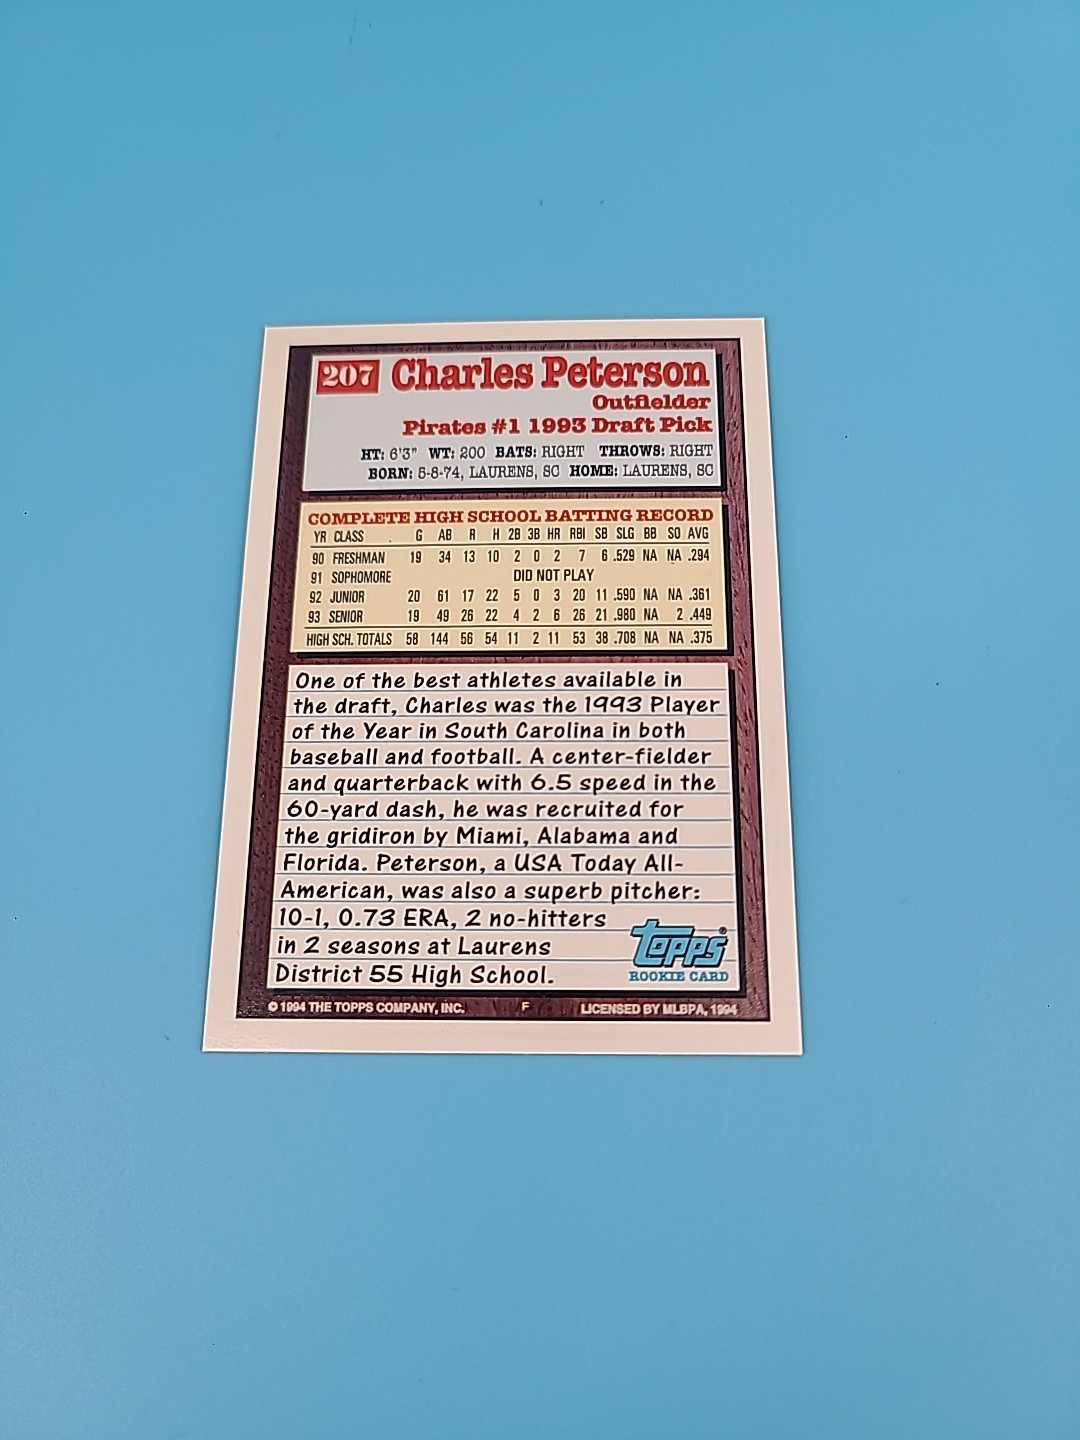 207 Charles Peterson
Outfielder
Pirates #1 1993 Draft Pick
HT: 6'3" WT: 200 BATS: RIGHT THROWS: RIGHT
BORN: 5-8-74, LAURENS, SC HOME: LAURENS, SC
COMPLETE HIGH SCHOOL BATTING RECORD
YR CLASS G AB R H 2B 3B HR RBI SB SLG BB SO AVG
90 FRESHMAN 19 34 13 10 2 0 2 7 6 .529 NA NA .294
91 SOPHOMORE DID NOT PLAY
92 JUNIOR 20 61 17 22 5 0 3 20 11 .590 NA NA .361
93 SENIOR 19 49 26 22 4 2 6 26 21 .980 NA 2 .449
HIGH SCH. TOTALS 58 144 56 54 11 2 11 53 38 .708 NA NA .375
One of the best athletes available in
the draft, Charles was the 1993 Player
of the Year in South Carolina in both
baseball and football. A center-fielder
and quarterback with 6.5 speed in the
60-yard dash, he was recruited for
the gridiron by Miami, Alabama and
Florida. Peterson, a USA Today All-
American, was also a superb pitcher:
10-1, 0.73 ERA, 2 no-hitters
in 2 seasons at Laurens
District 55 High School.
Topps®
ROOKIE CARD
© 1994 THE TOPPS COMPANY, INC. F LICENSED BY MLBPA, 1994